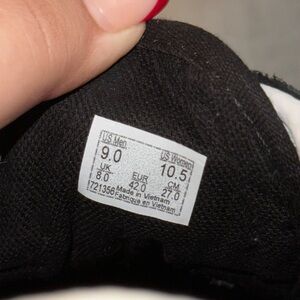 US Men US Women
9.0 10.5
UK EUR CM
8.0 42.0 27.0
721356 Made in Vietnam
Fabriqué en Vietnam